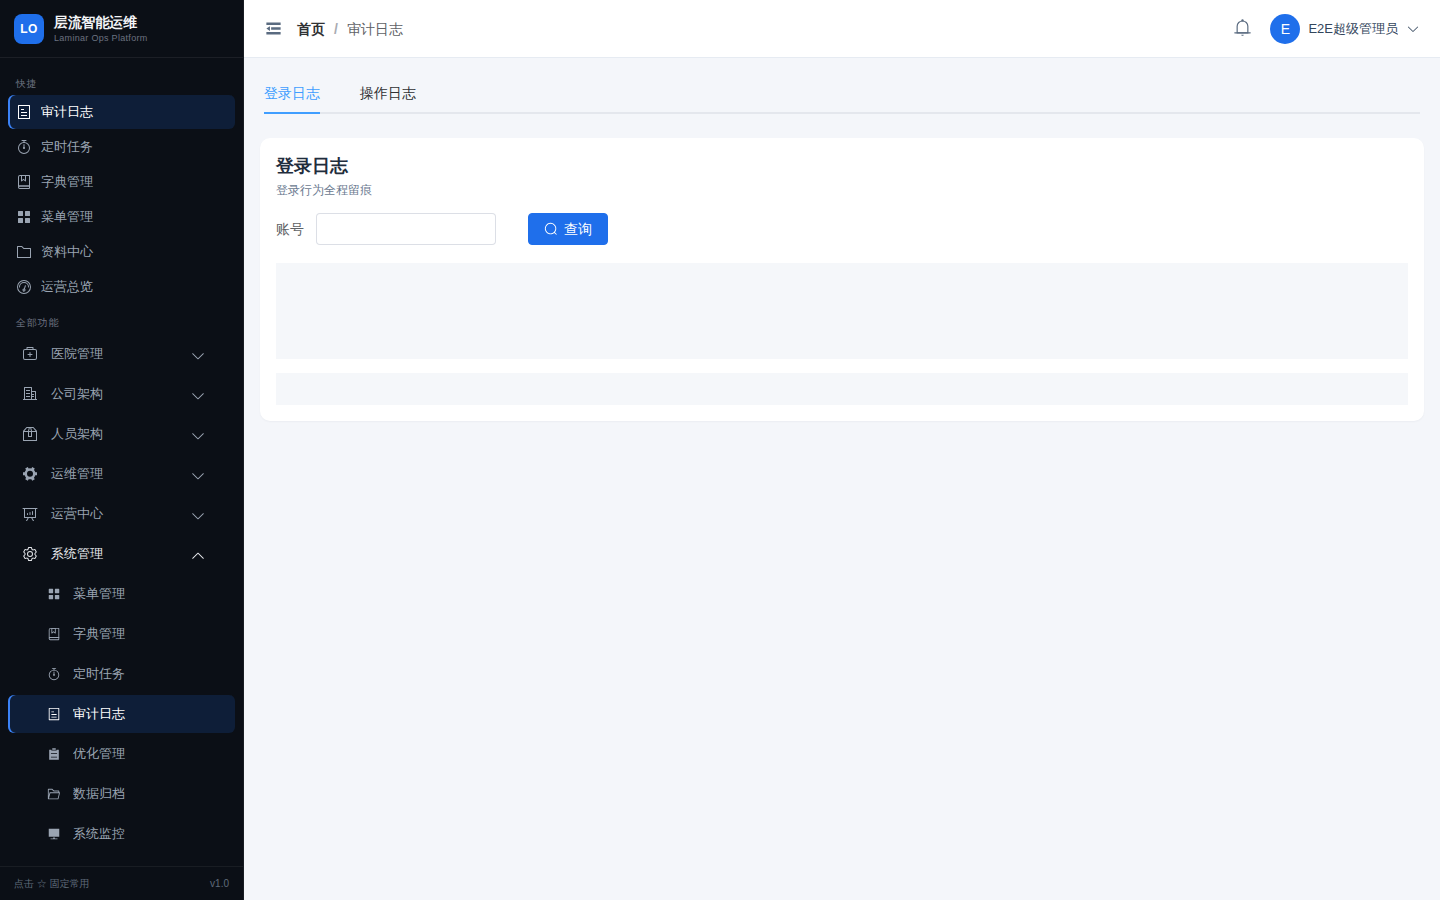 LO
层流智能运维
Laminar Ops Platform
快捷
审计日志
定时任务
字典管理
菜单管理
资料中心
运营总览
全部功能
医院管理
公司架构
人员架构
运维管理
运营中心
系统管理
菜单管理
字典管理
定时任务
审计日志
优化管理
数据归档
系统监控
点击 ☆ 固定常用 v1.0
首页 / 审计日志
E E2E超级管理员
登录日志 操作日志
登录日志
登录行为全程留痕
账号 查询